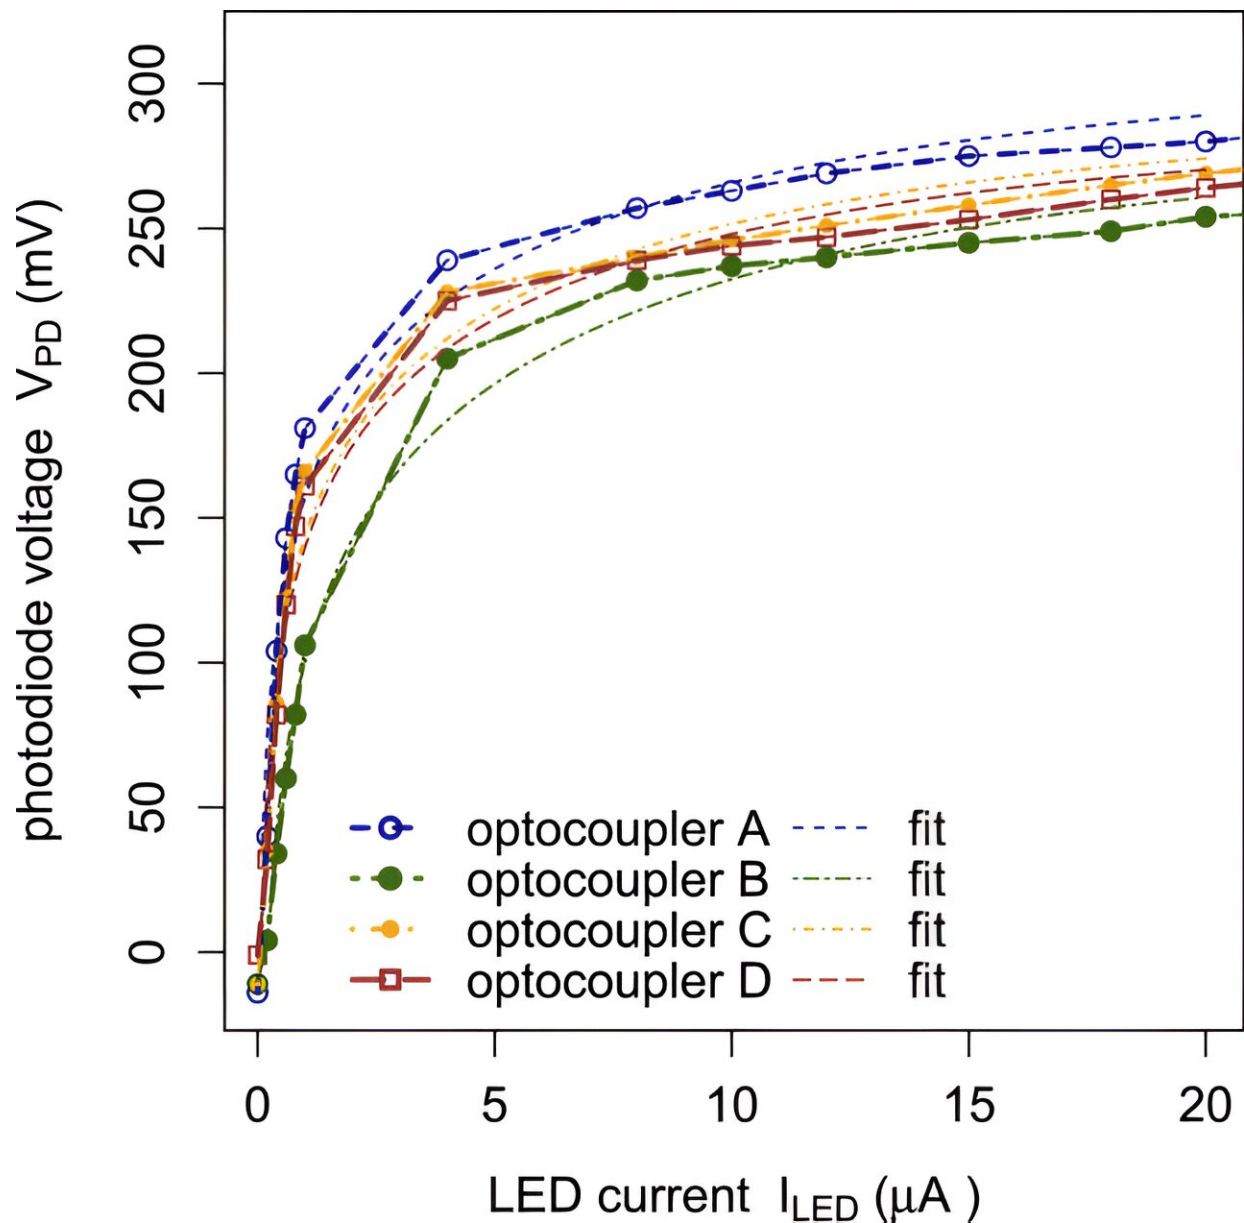 photodiode voltage V_PD (mV)
300
250
200
150
100
50
0
optocoupler A fit
optocoupler B fit
optocoupler C fit
optocoupler D fit
0 5 10 15 20
LED current I_LED (μA )